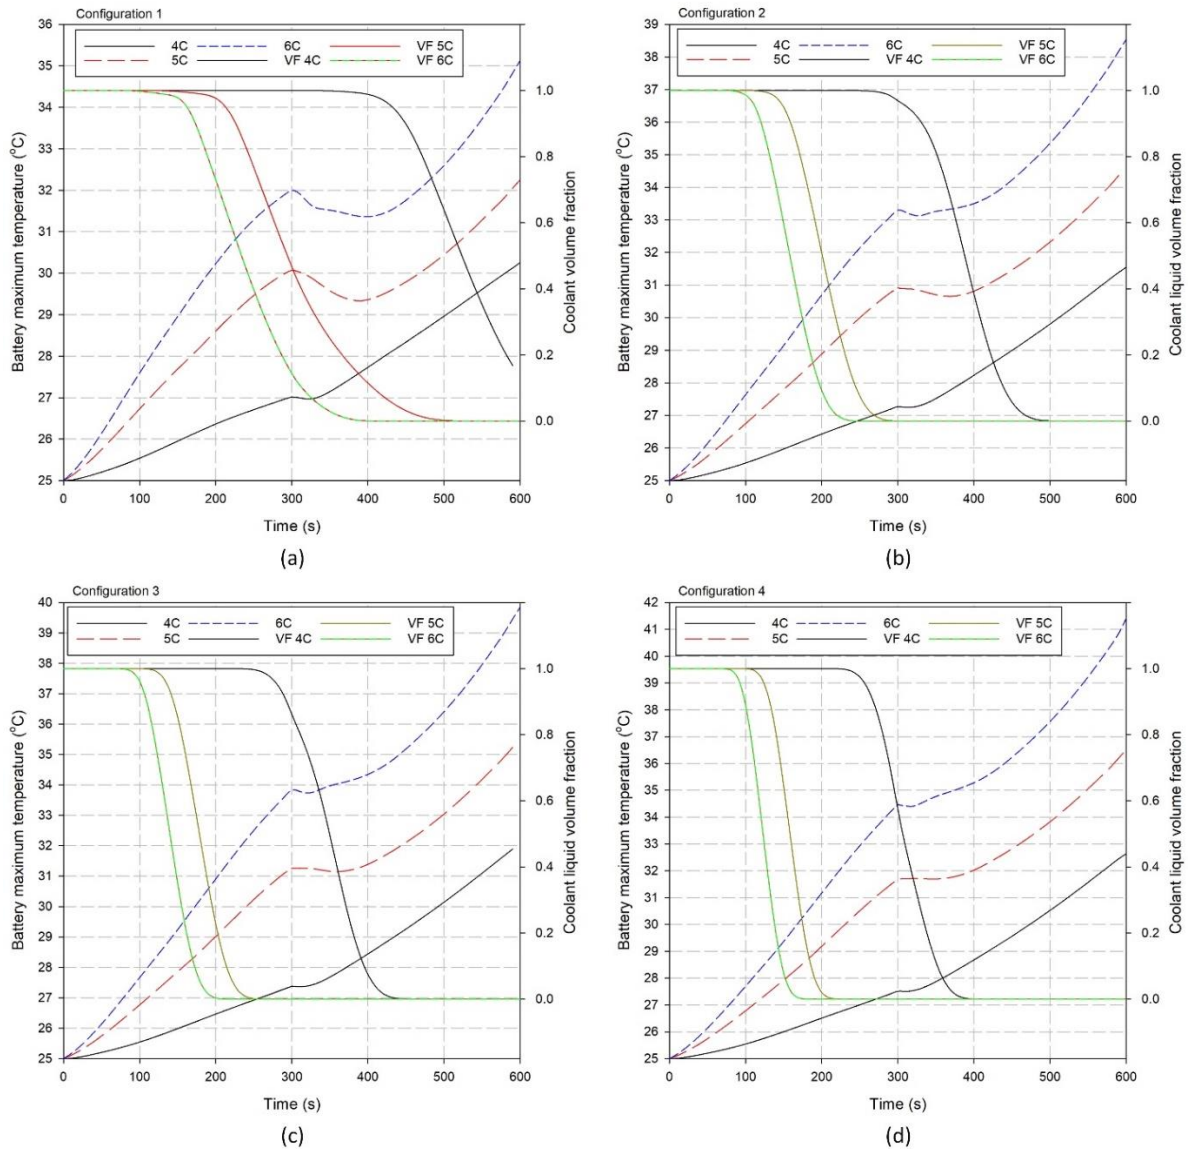 Configuration 1
4C 6C VF 5C
5C VF 4C VF 6C
Battery maximum temperature (°C)
36
35
34
33
32
31
30
29
28
27
26
25
1.0
0.8
0.6
0.4
0.2
0.0
Coolant liquid volume fraction
0 100 200 300 400 500 600
Time (s)
(a)
Configuration 2
4C 6C VF 5C
5C VF 4C VF 6C
Battery maximum temperature (°C)
39
38
37
36
35
34
33
32
31
30
29
28
27
26
25
1.0
0.8
0.6
0.4
0.2
0.0
Coolant liquid volume fraction
0 100 200 300 400 500 600
Time (s)
(b)
Configuration 3
4C 6C VF 5C
5C VF 4C VF 6C
Battery maximum temperature (°C)
40
39
38
37
36
35
34
33
32
31
30
29
28
27
26
25
1.0
0.8
0.6
0.4
0.2
0.0
Coolant liquid volume fraction
0 100 200 300 400 500 600
Time (s)
(c)
Configuration 4
4C 6C VF 5C
5C VF 4C VF 6C
Battery maximum temperature (°C)
42
41
40
39
38
37
36
35
34
33
32
31
30
29
28
27
26
25
1.0
0.8
0.6
0.4
0.2
0.0
Coolant liquid volume fraction
0 100 200 300 400 500 600
Time (s)
(d)